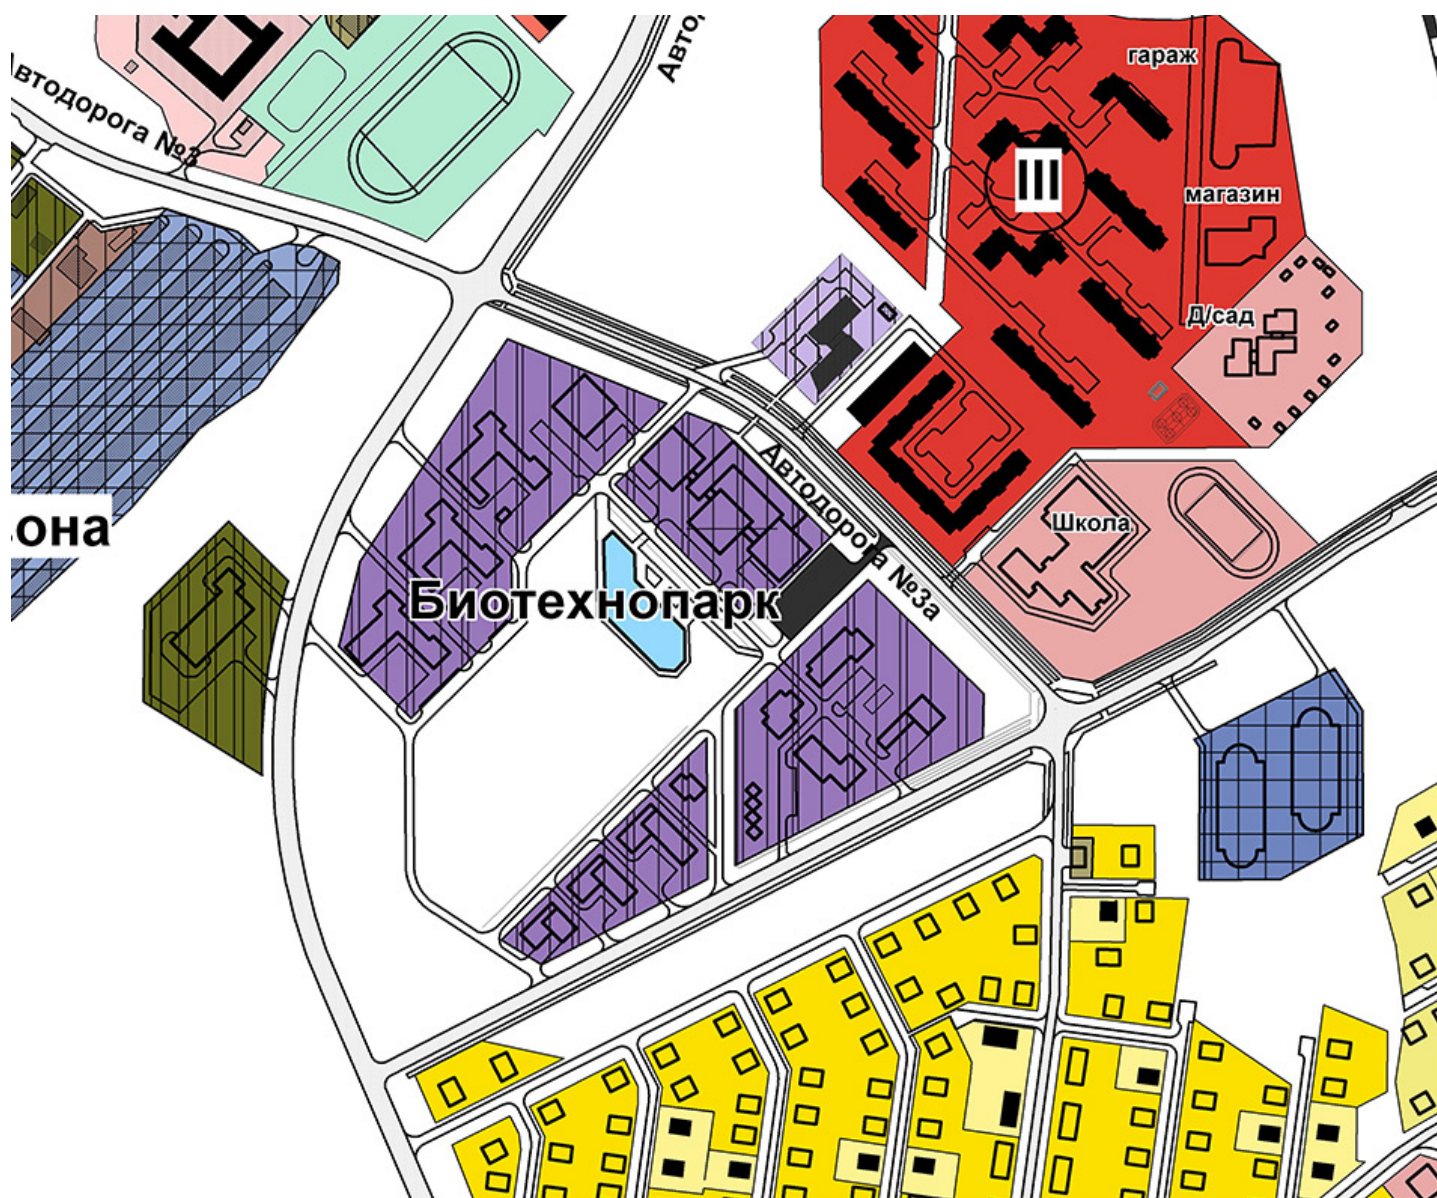 Автодорога №3
Авто
гараж
III
магазин
Д/сад
Автодорога №3а
Школа
она
Биотехнопарк